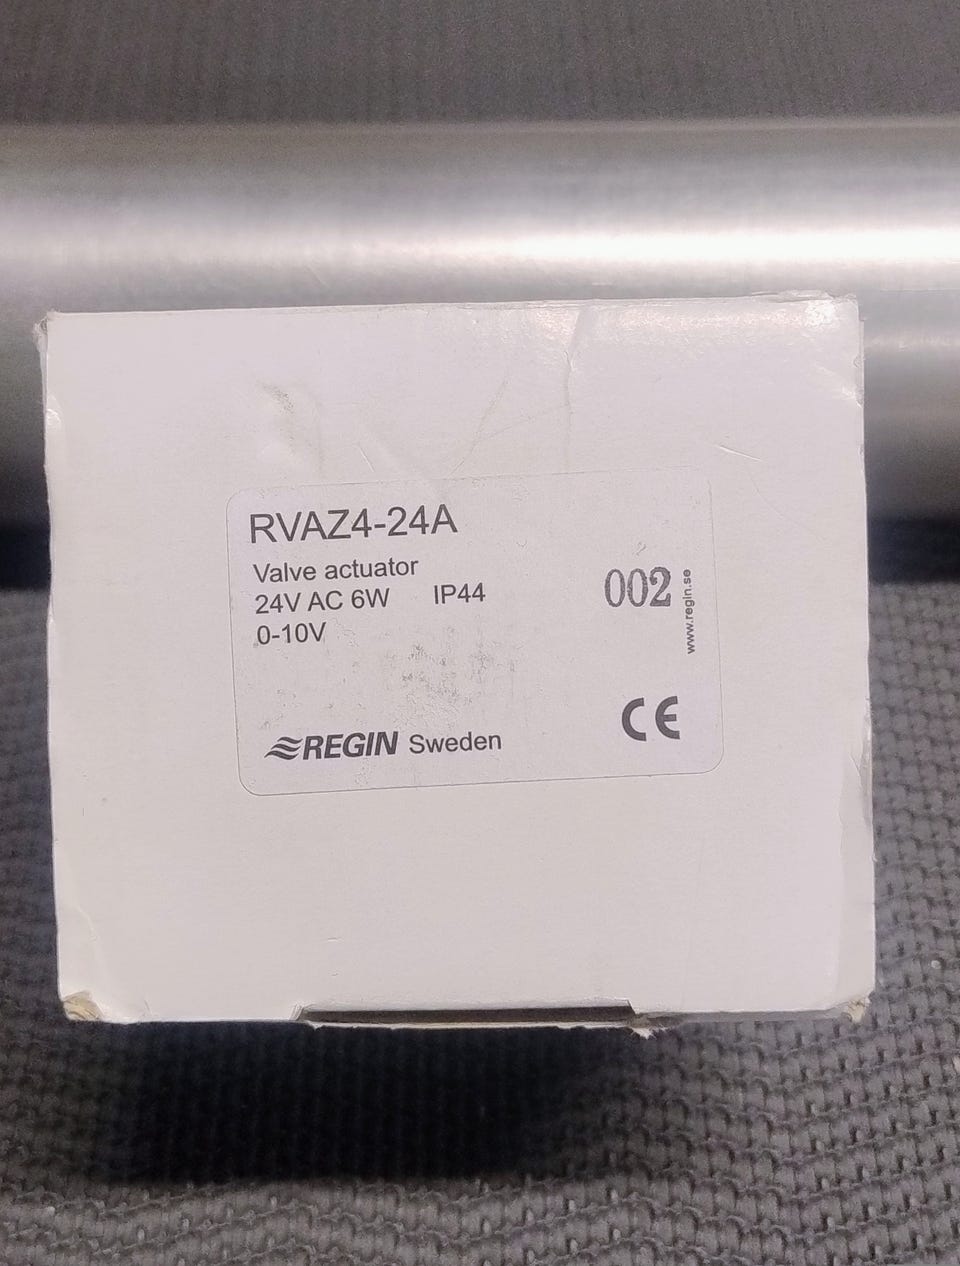 RVAZ4-24A
Valve actuator
24V AC 6W IP44
0-10V
002
www.regin.se
REGIN Sweden
CE